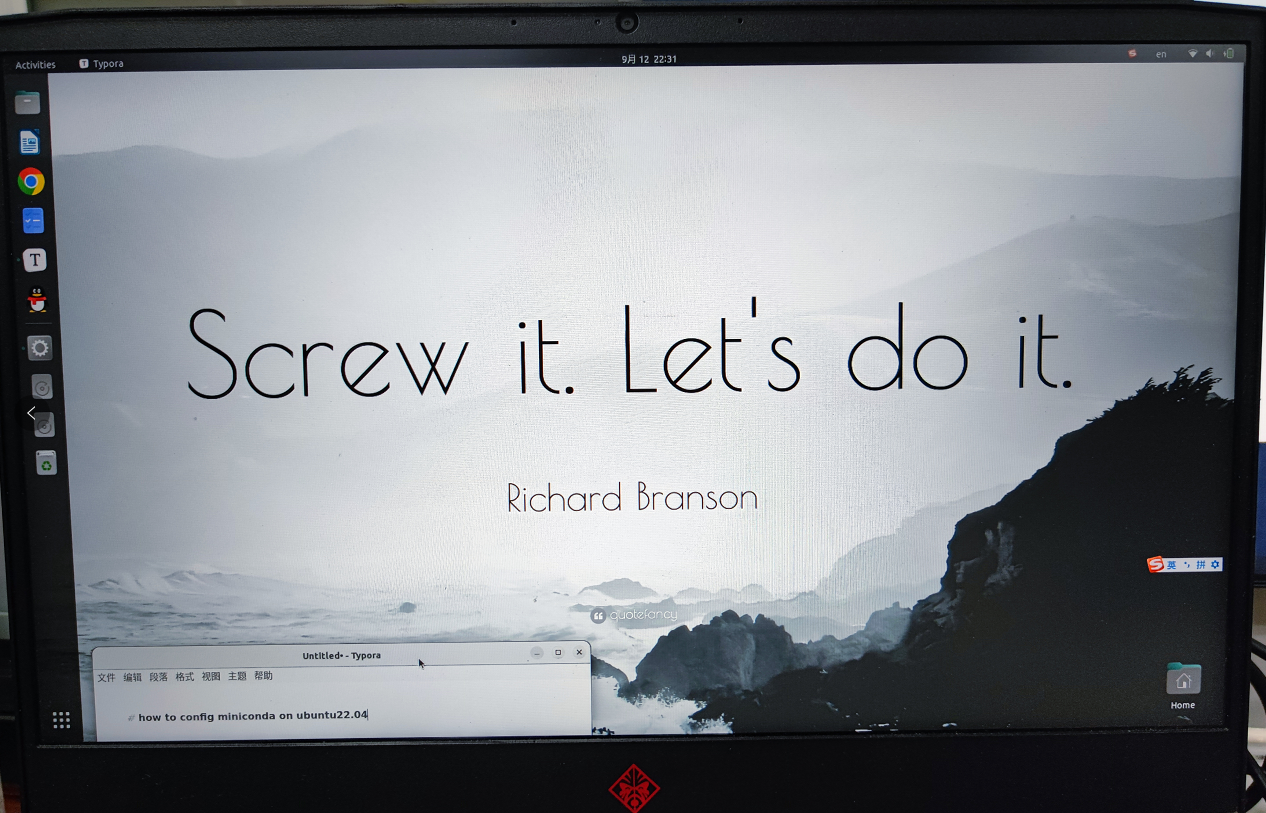 Activities
Typora
9月 12 22:31
en
Screw it. Let's do it.
Richard Branson
quotefancy
英 拼
Untitled• - Typora
文件 编辑 段落 格式 视图 主题 帮助
# how to config miniconda on ubuntu22.04
Home